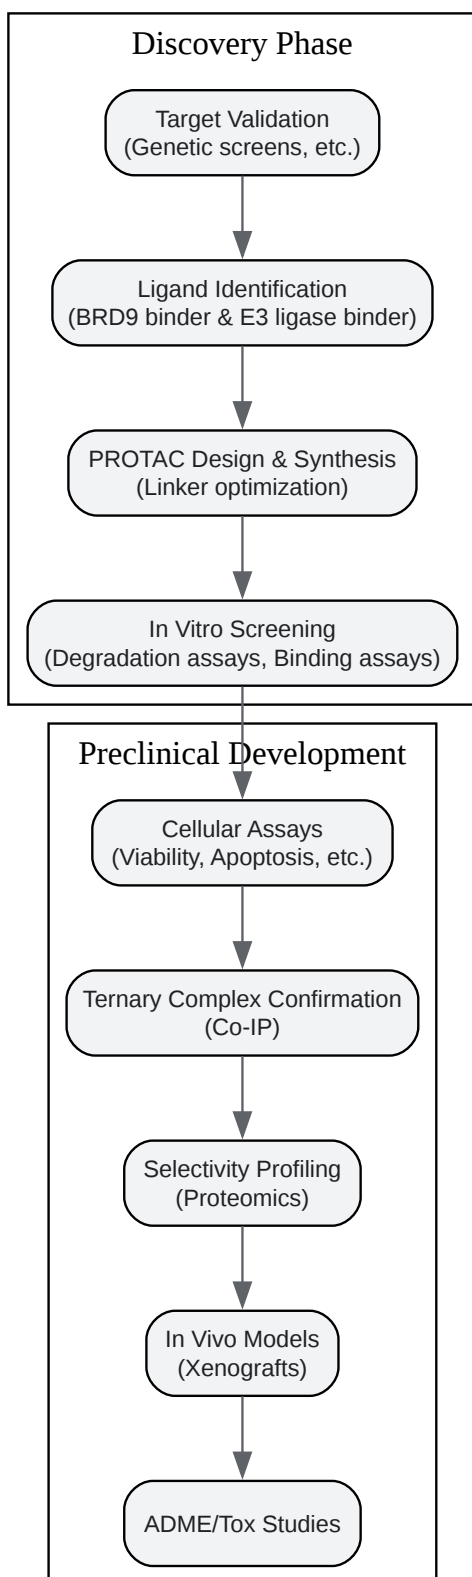 Discovery Phase
Target Validation
(Genetic screens, etc.)
Ligand Identification
(BRD9 binder & E3 ligase binder)
PROTAC Design & Synthesis
(Linker optimization)
In Vitro Screening
(Degradation assays, Binding assays)
Preclinical Development
Cellular Assays
(Viability, Apoptosis, etc.)
Ternary Complex Confirmation
(Co-IP)
Selectivity Profiling
(Proteomics)
In Vivo Models
(Xenografts)
ADME/Tox Studies